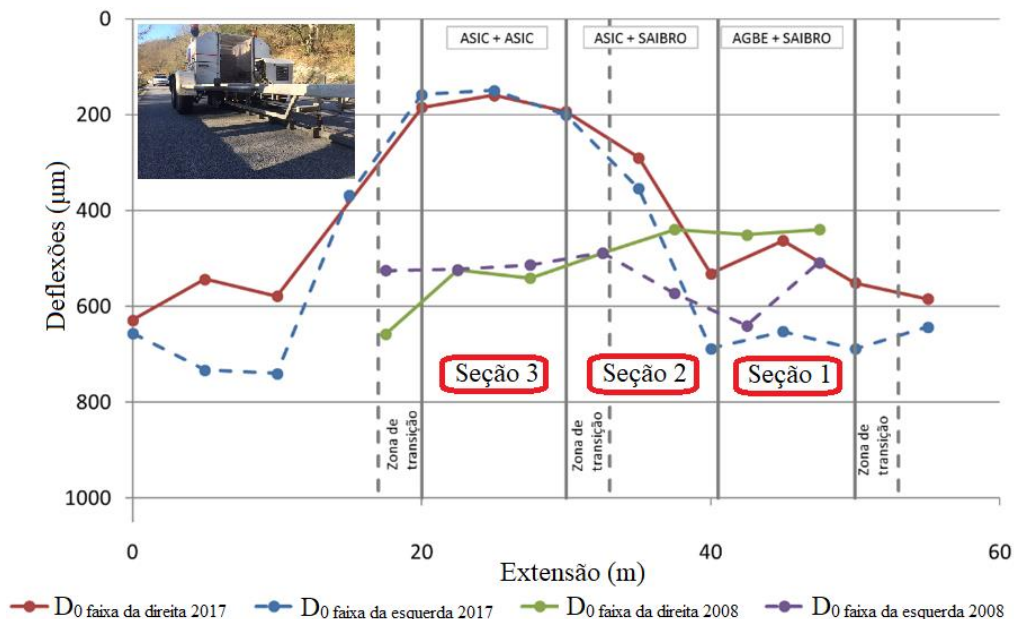 0
200
400
600
800
1000
Deflexões (µm)
ASIC + ASIC
ASIC + SAIBRO
AGBE + SAIBRO
Seção 3
Seção 2
Seção 1
Zona de
transição
Zona de
transição
Zona de
transição
0
20
40
60
Extensão (m)
D0 faixa da direita 2017
D0 faixa da esquerda 2017
D0 faixa da direita 2008
D0 faixa da esquerda 2008